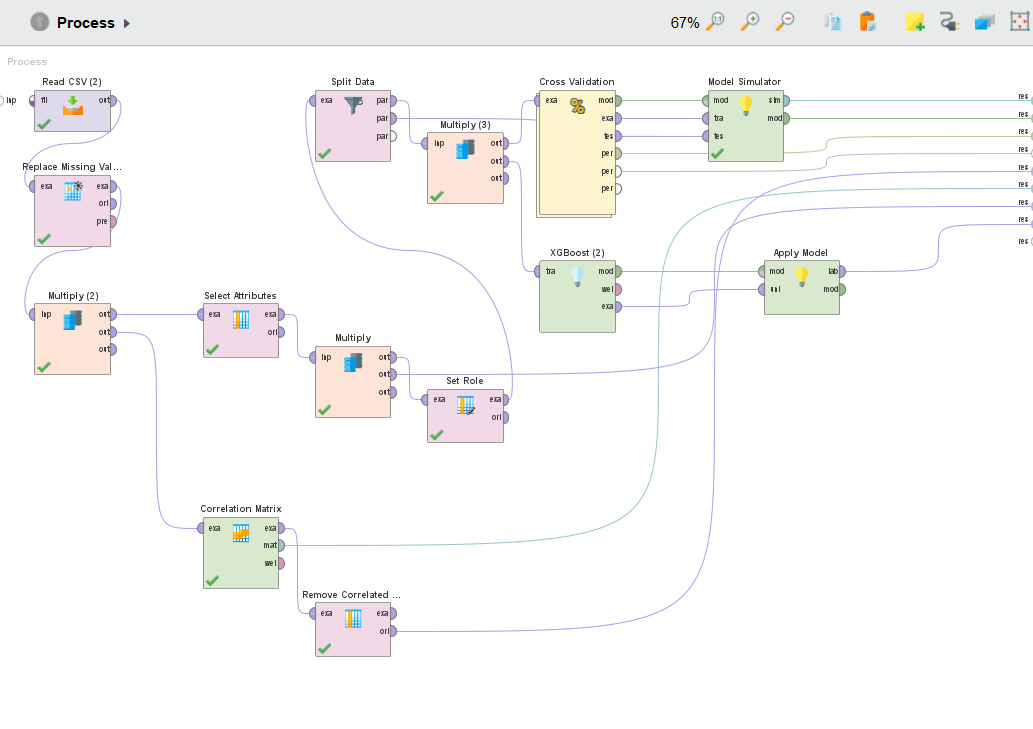 Process
67%
Process
Read CSV (2)
Inp
fil
out
Replace Missing Val...
exa
exa
ori
pre
Multiply (2)
inp
out
out
out
Select Attributes
exa
exa
ori
Multiply
inp
out
out
out
Set Role
exa
exa
ori
Split Data
exa
par
par
par
Multiply (3)
inp
out
out
out
Cross Validation
exa
mod
exa
tes
per
per
per
Model Simulator
mod
sim
tra
mod
tes
XGBoost (2)
tra
mod
wei
exa
Apply Model
mod
lab
unl
mod
Correlation Matrix
exa
exa
mat
wei
Remove Correlated ...
exa
exa
ori
res
res
res
res
res
res
res
res
res